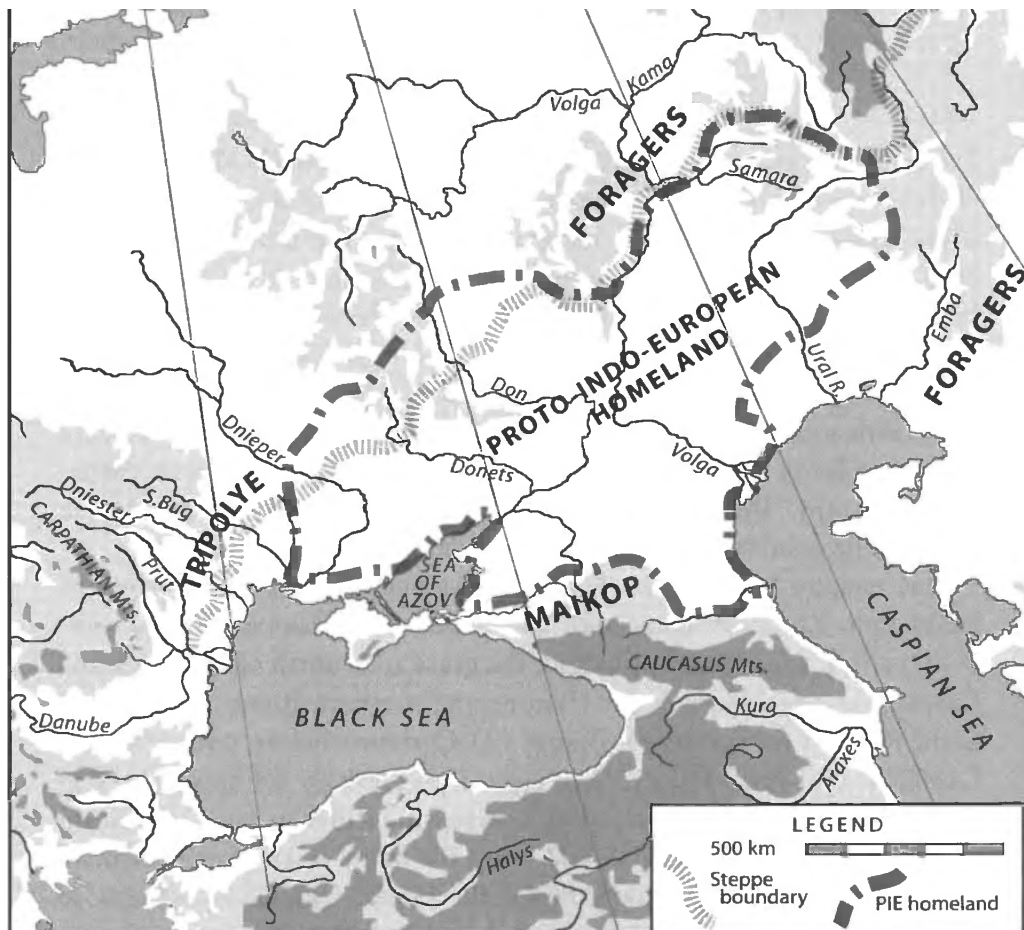 Kama
Volga
FORAGERS
Samara
PROTO-INDO-EUROPEAN
HOMELAND
Emba
FORAGERS
Ural R.
Don
Dnieper
Donets
Volga
TRIPOLYE
S.Bug
Dniester
CARPATHIAN Mts.
Prut
SEA
OF
AZOV
MAIKOP
CASPIAN SEA
CAUCASUS Mts.
Danube
BLACK SEA
Kura
Araxes
Halys
LEGEND
500 km
Steppe
boundary
PIE homeland